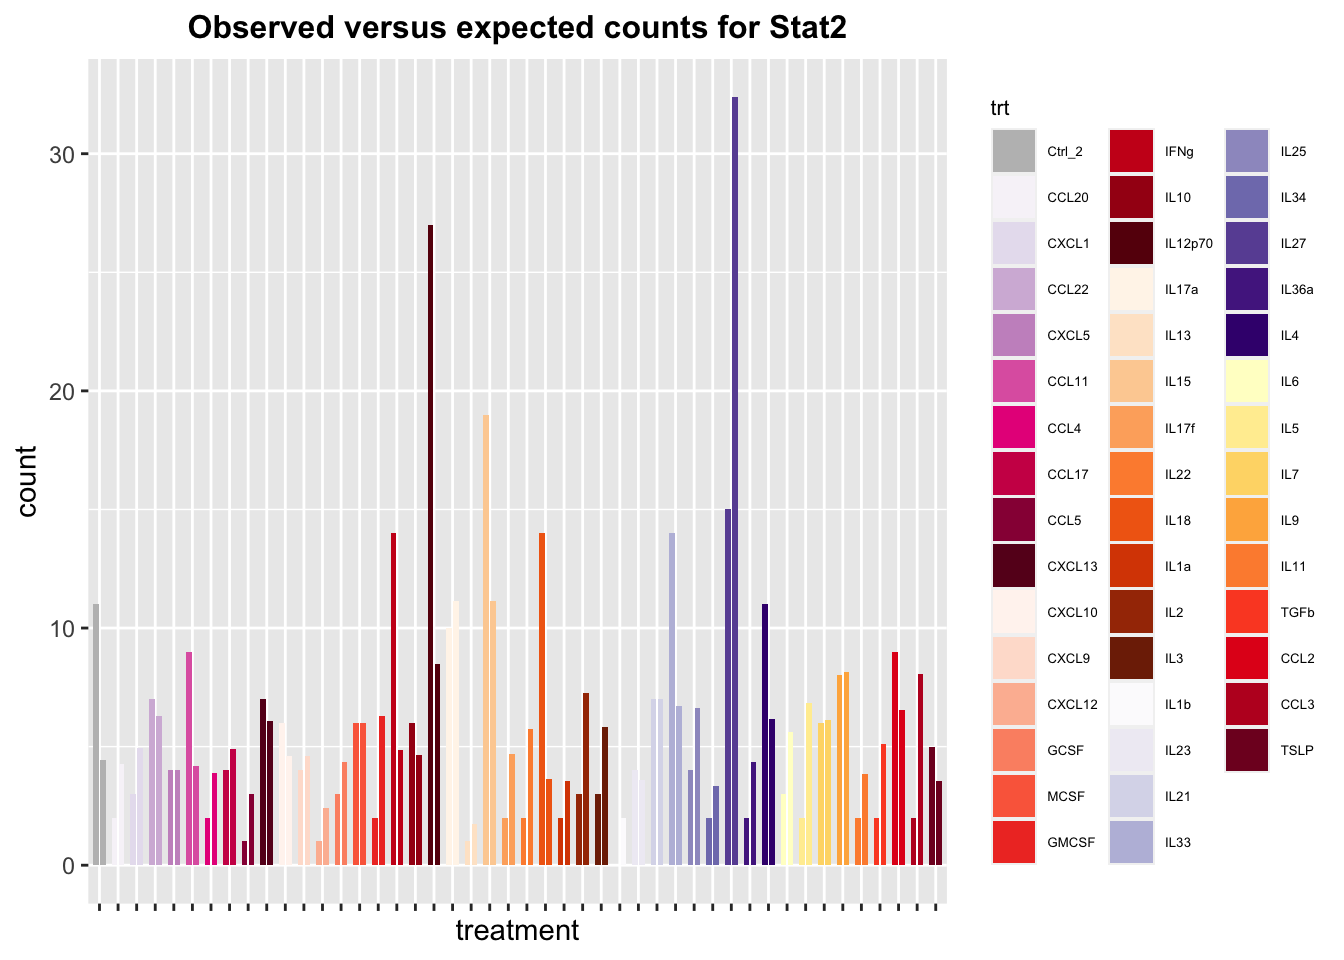 Observed versus expected counts for Stat2
30
20
10
0
count
treatment
trt
Ctrl_2
CCL20
CXCL1
CCL22
CXCL5
CCL11
CCL4
CCL17
CCL5
CXCL13
CXCL10
CXCL9
CXCL12
GCSF
MCSF
GMCSF
IFNg
IL10
IL12p70
IL17a
IL13
IL15
IL17f
IL22
IL18
IL1a
IL2
IL3
IL1b
IL23
IL21
IL33
IL25
IL34
IL27
IL36a
IL4
IL6
IL5
IL7
IL9
IL11
TGFb
CCL2
CCL3
TSLP